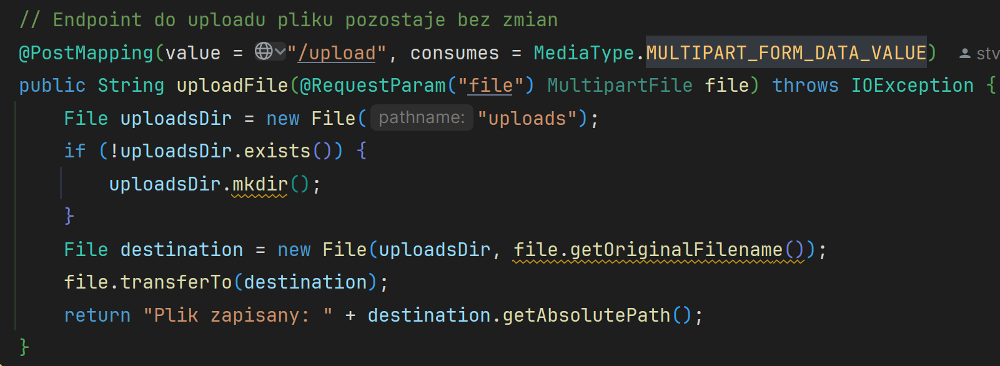 // Endpoint do uploadu pliku pozostaje bez zmian
@PostMapping(value = "/upload", consumes = MediaType.MULTIPART_FORM_DATA_VALUE) stv
public String uploadFile(@RequestParam("file") MultipartFile file) throws IOException {
File uploadsDir = new File( pathname: "uploads");
if (!uploadsDir.exists()) {
uploadsDir.mkdir();
}
File destination = new File(uploadsDir, file.getOriginalFilename());
file.transferTo(destination);
return "Plik zapisany: " + destination.getAbsolutePath();
}